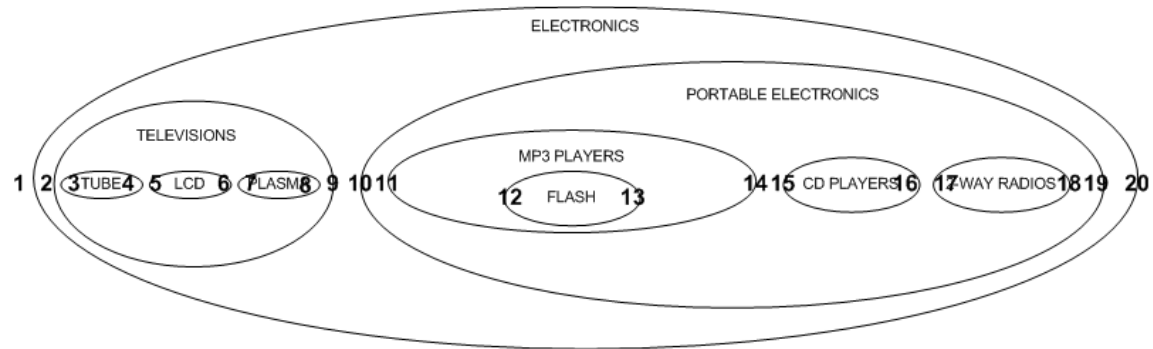 ELECTRONICS
PORTABLE ELECTRONICS
TELEVISIONS
MP3 PLAYERS
1 2 3 TUBE 4 5 LCD 6 7 PLASMA 8 9 10 11 14 15 CD PLAYERS 16 17 2-WAY RADIOS 18 19 20
12 FLASH 13